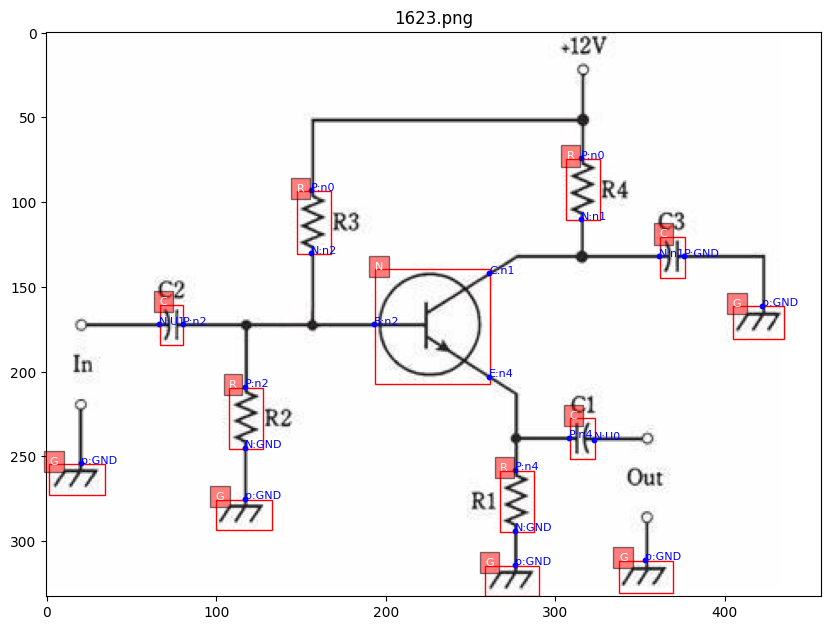 1623.png
+12V
0
50
100
150
200
250
300
0
100
200
300
400
R
P:n0
R4
N:n1
R
P:n0
R3
N:n2
C3
C
N:n1
P:GND
G
p:GND
N
C:n1
B:n2
E:n4
C2
C
N:U1
P:n2
In
G
p:GND
R
P:n2
R2
N:GND
G
p:GND
C1
C
P:n4
N:U0
Out
R
P:n4
R1
N:GND
G
p:GND
G
p:GND